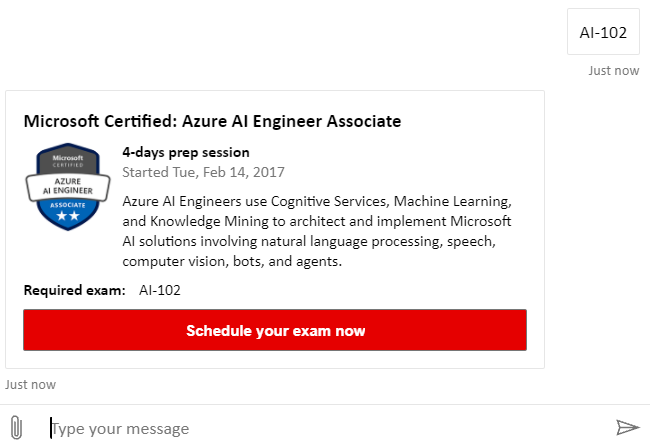 AI-102
Just now
Microsoft Certified: Azure AI Engineer Associate
Microsoft
CERTIFIED
AZURE
AI ENGINEER
ASSOCIATE
4-days prep session
Started Tue, Feb 14, 2017
Azure AI Engineers use Cognitive Services, Machine Learning,
and Knowledge Mining to architect and implement Microsoft
AI solutions involving natural language processing, speech,
computer vision, bots, and agents.
Required exam: AI-102
Schedule your exam now
Just now
Type your message